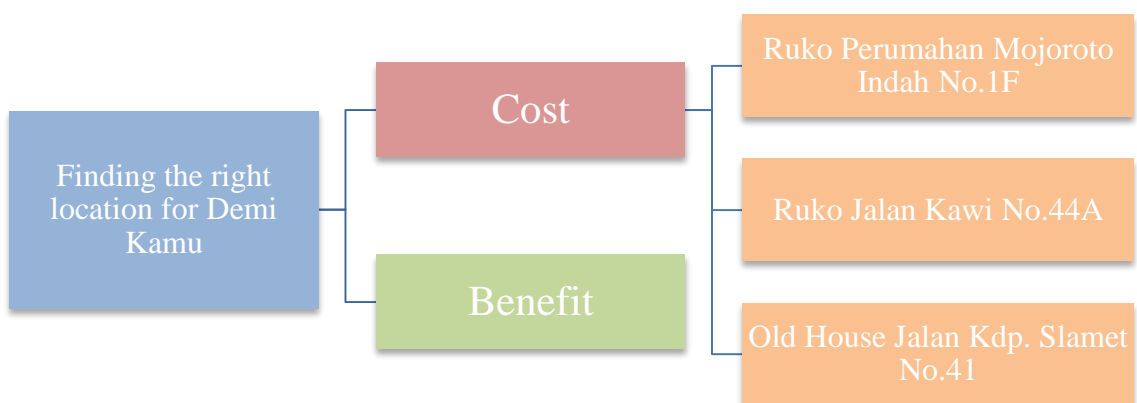 Finding the right
location for Demi
Kamu
Cost
Benefit
Ruko Perumahan Mojoroto
Indah No.1F
Ruko Jalan Kawi No.44A
Old House Jalan Kdp. Slamet
No.41